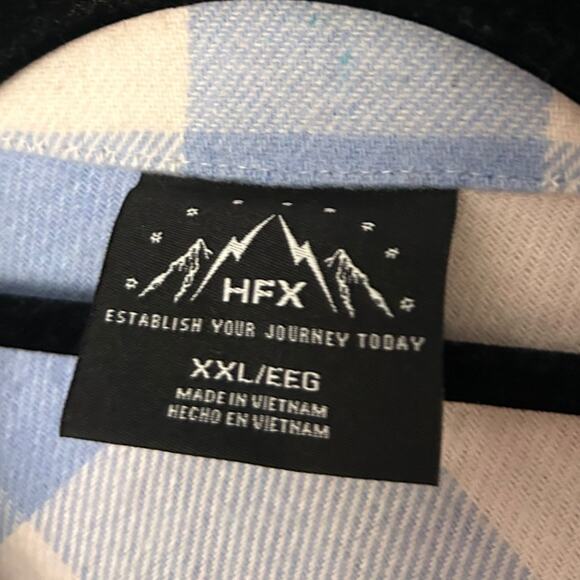 HFX
ESTABLISH YOUR JOURNEY TODAY
XXL/EEG
MADE IN VIETNAM
HECHO EN VIETNAM